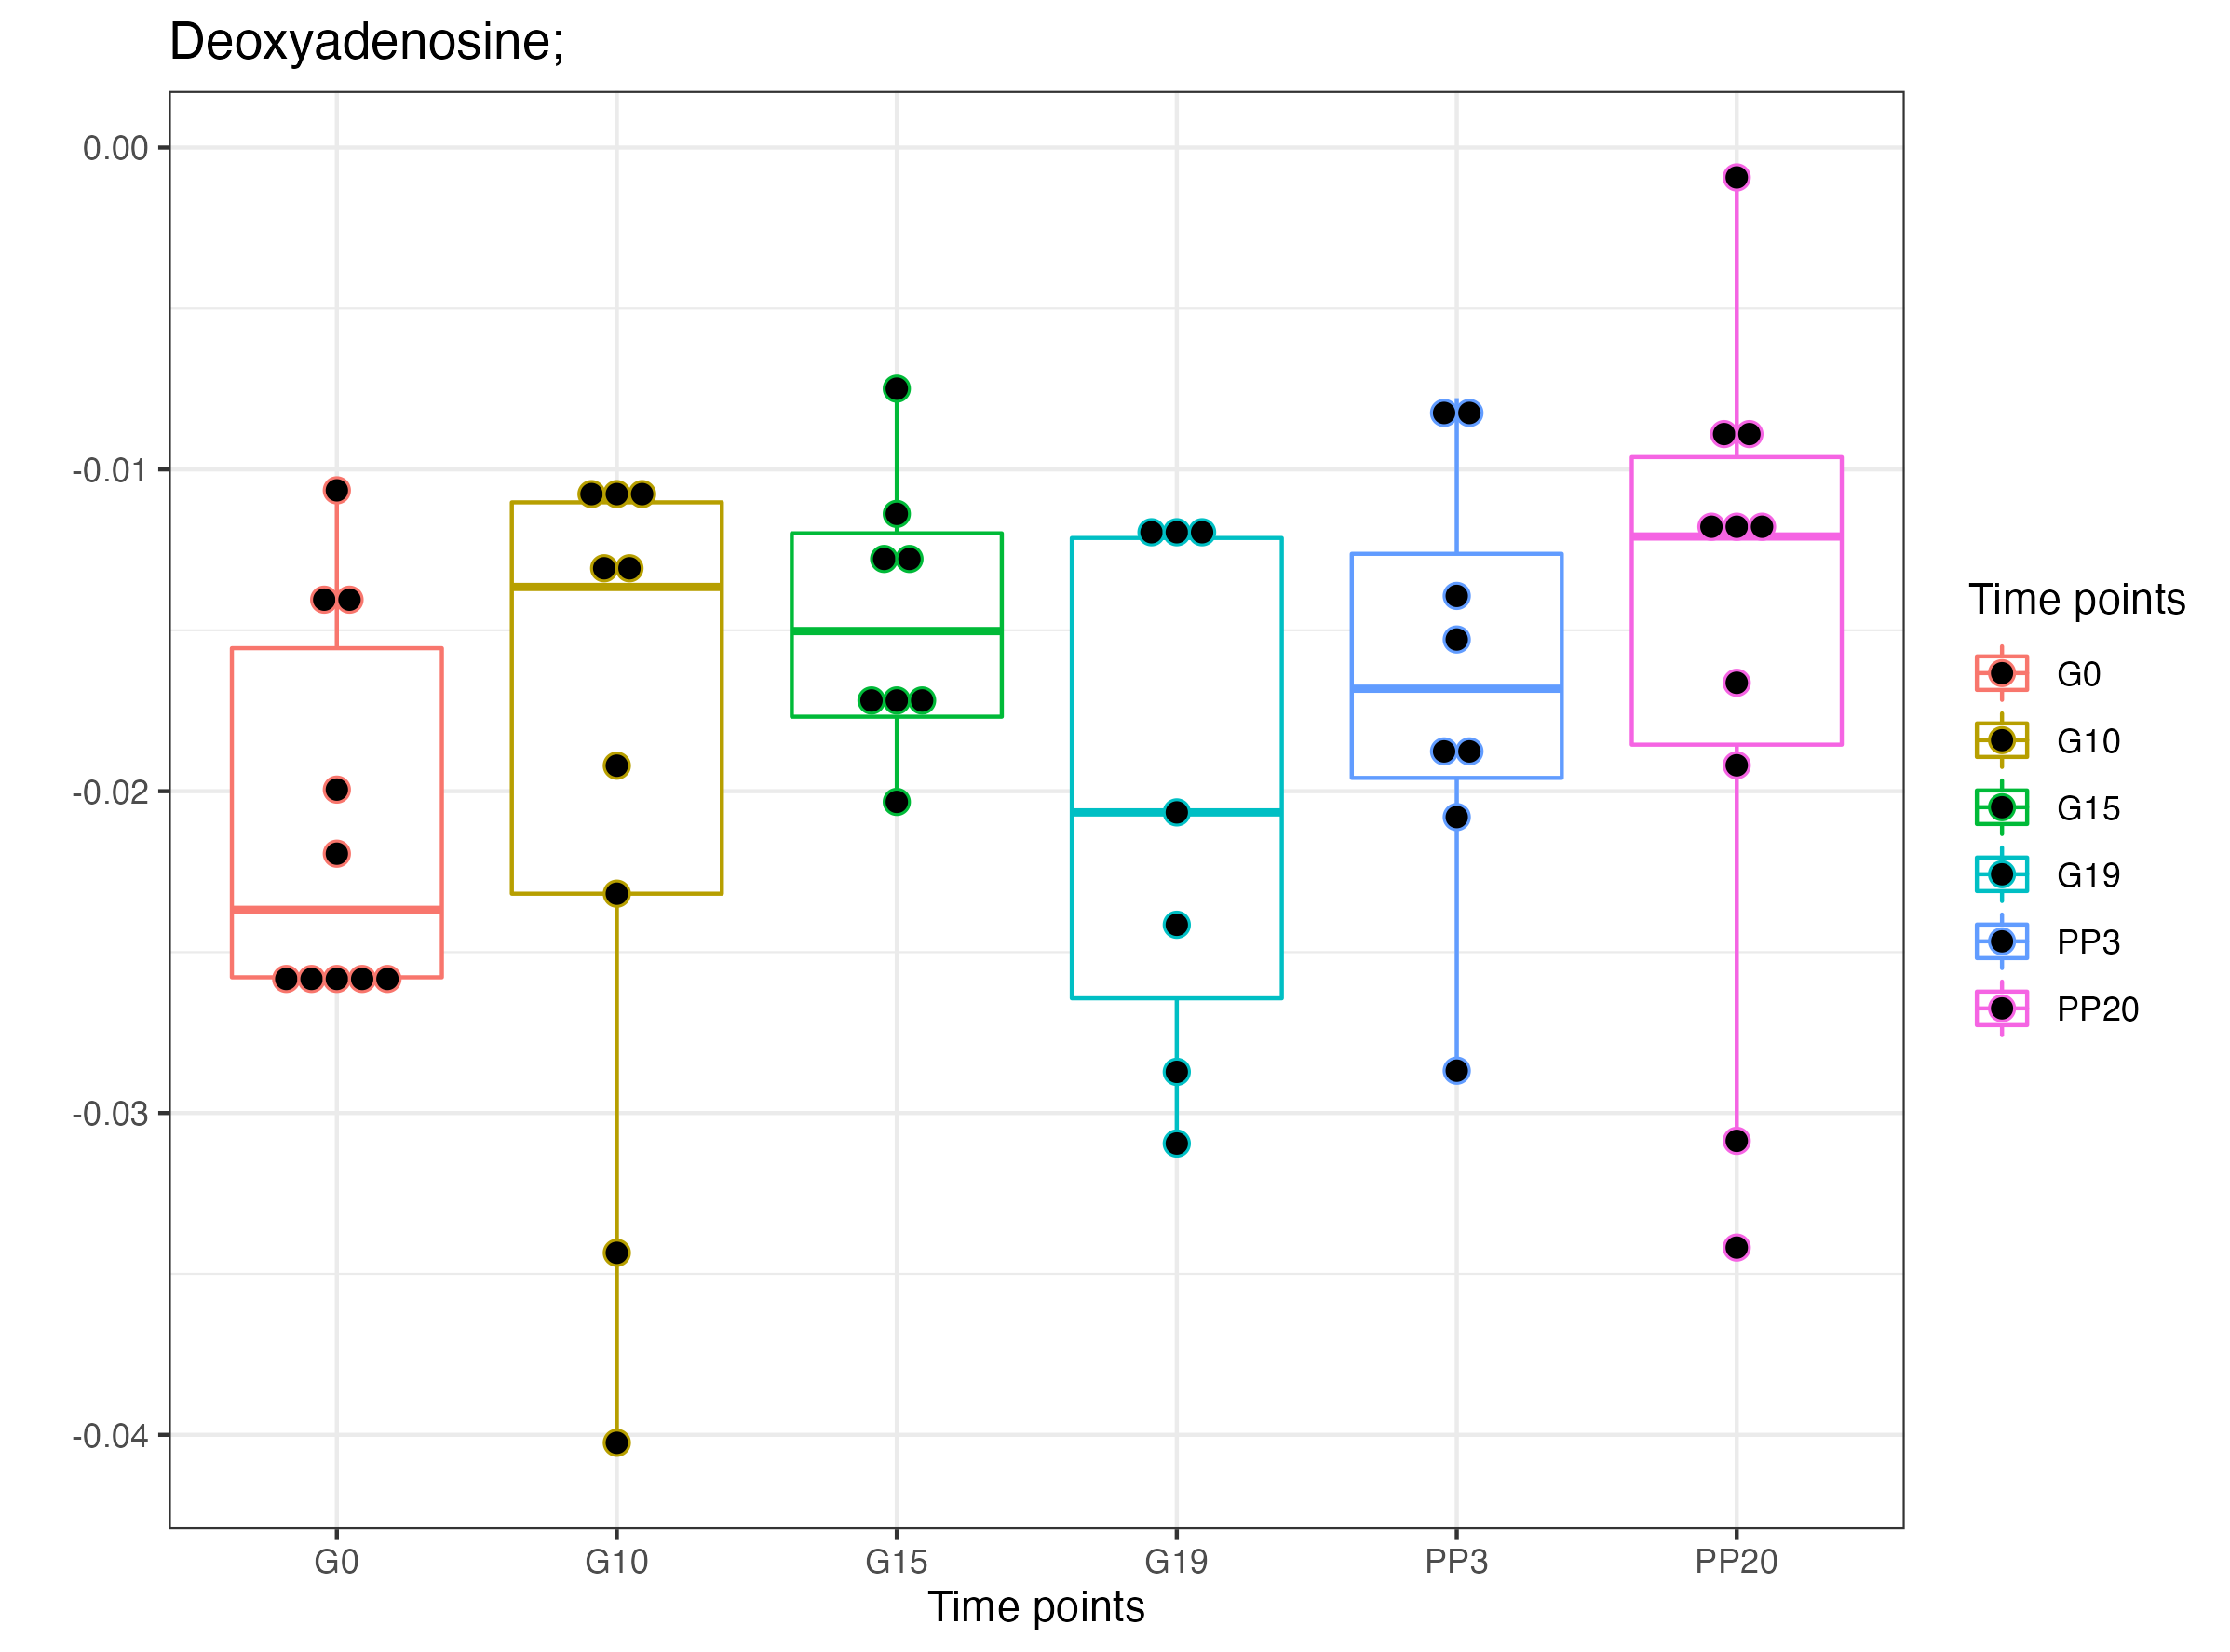 Deoxyadenosine;
0.00
-0.01
-0.02
-0.03
-0.04
G0 G10 G15 G19 PP3 PP20
Time points
Time points
G0
G10
G15
G19
PP3
PP20